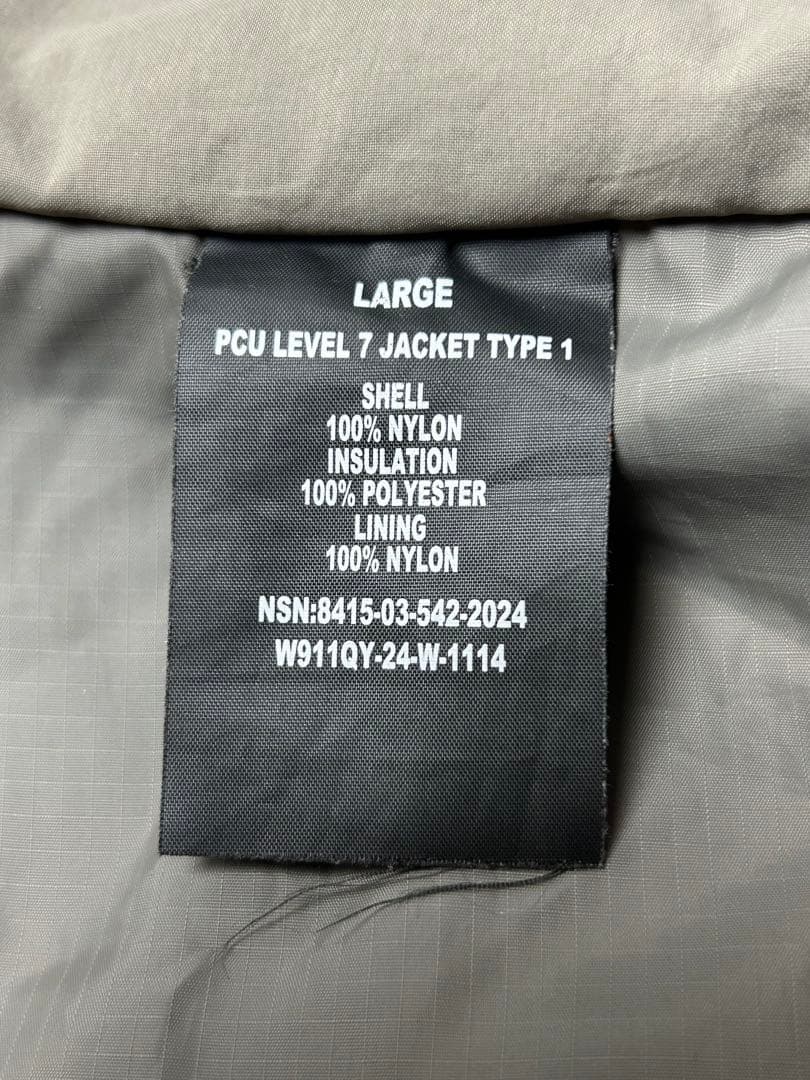 LARGE
PCU LEVEL 7 JACKET TYPE 1
SHELL
100% NYLON
INSULATION
100% POLYESTER
LINING
100% NYLON
NSN:8415-03-542-2024
W911QY-24-W-1114